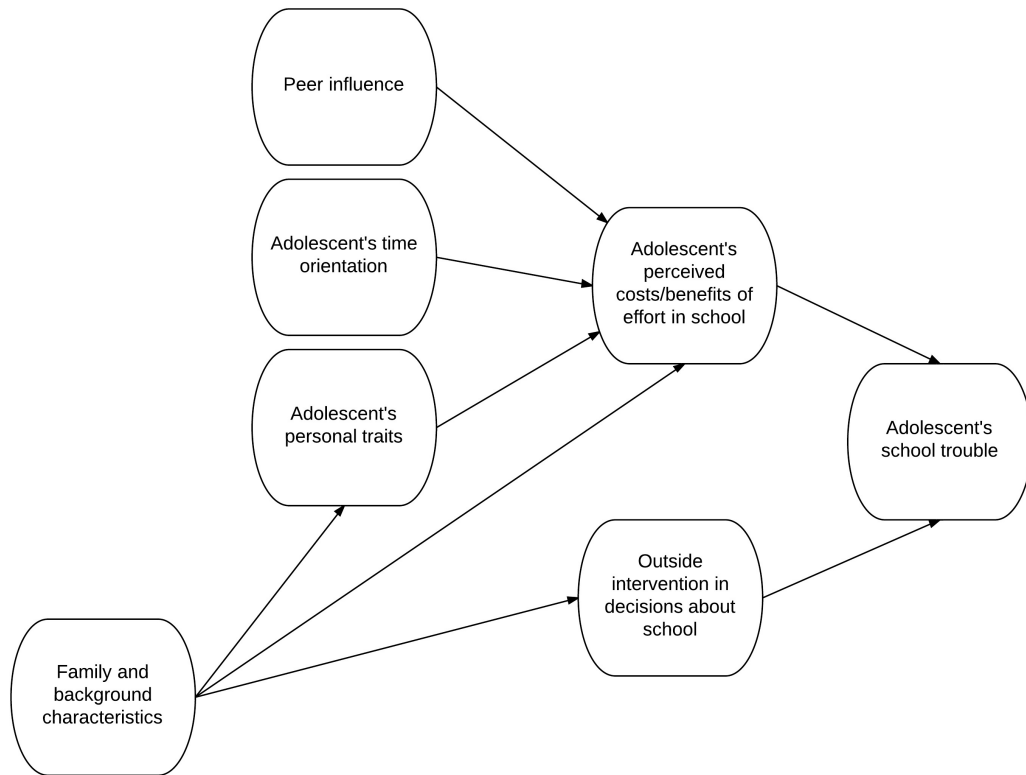 Peer influence
Adolescent's time
orientation
Adolescent's
perceived
costs/benefits of
effort in school
Adolescent's
personal traits
Adolescent's
school trouble
Outside
intervention in
decisions about
school
Family and
background
characteristics